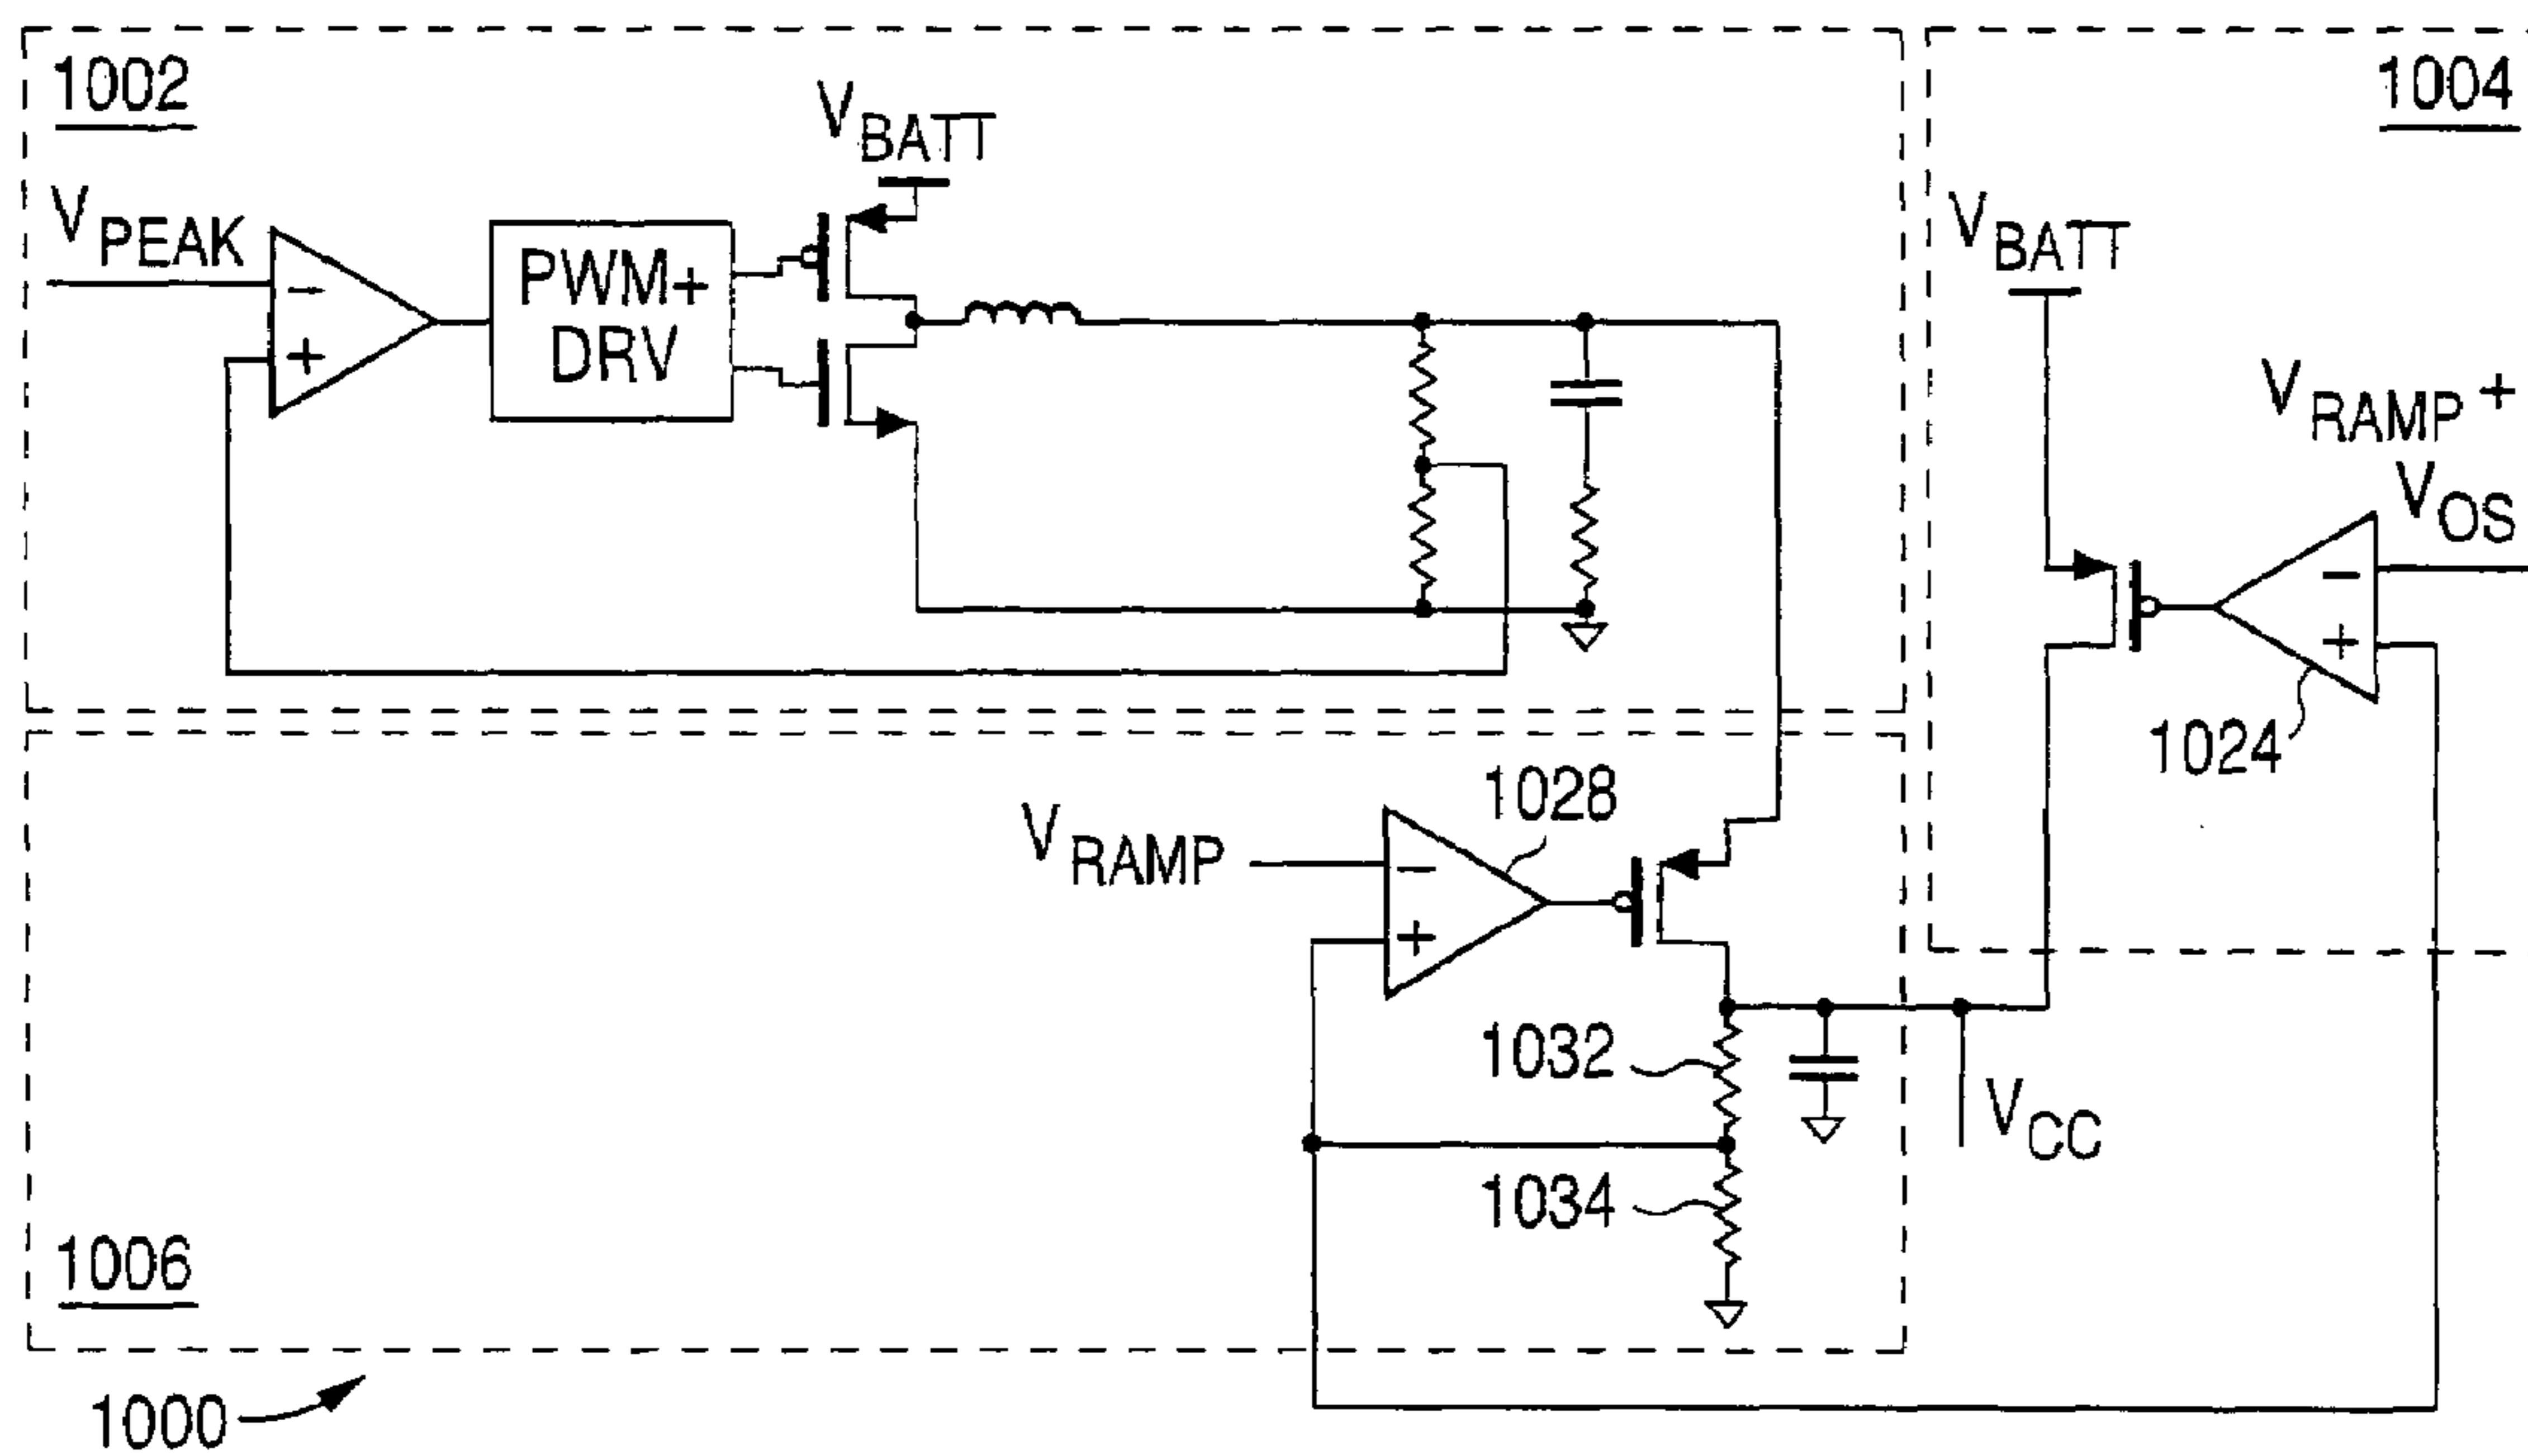 1002
1004
VBATT
VPEAK
−
+
PWM+
DRV
VBATT
VRAMP+
VOS
−
+
1024
1028
VRAMP
−
+
1032
VCC
1034
1006
1000